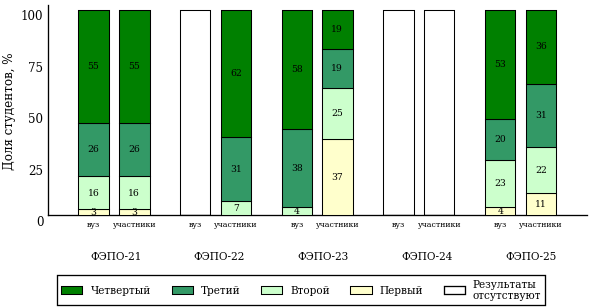 Доля студентов, %
100
75
50
25
0
55 55 62 58 19 53 36
26 26 31 38 19 20 31
16 16 7 4 25 23 22
3 3 37 4 11
вуз участники вуз участники вуз участники вуз участники вуз участники
ФЭПО-21 ФЭПО-22 ФЭПО-23 ФЭПО-24 ФЭПО-25
Четвертый Третий Второй Первый Результаты
отсутствуют